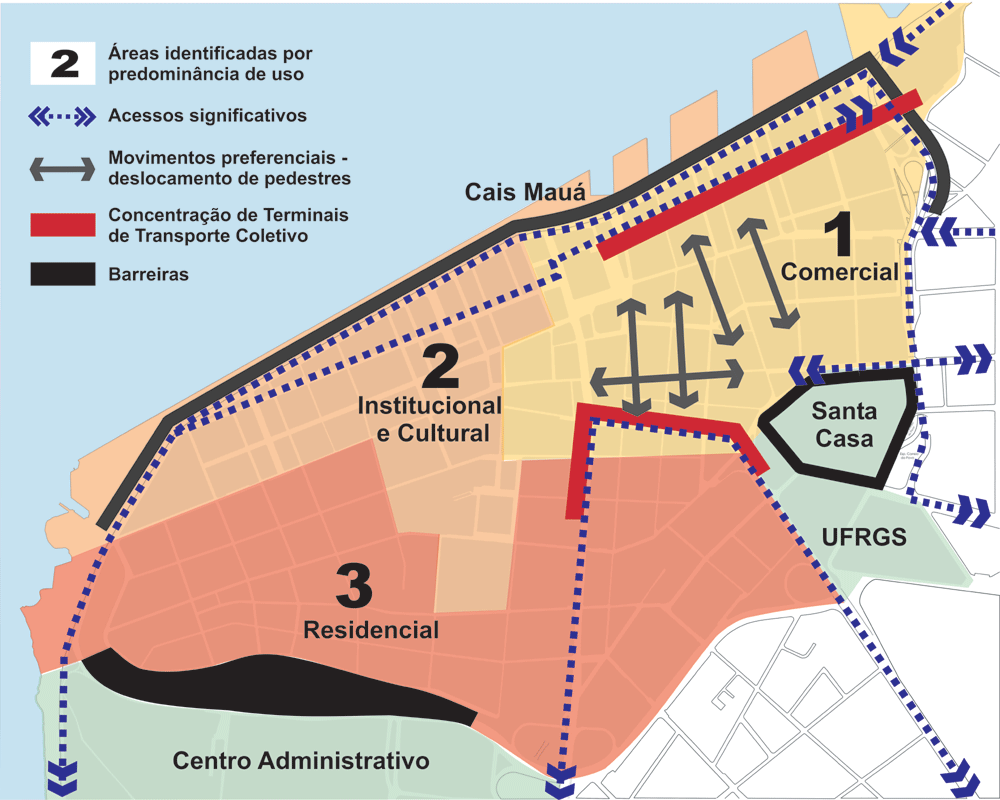 2
Áreas identificadas por
predominância de uso
Acessos significativos
Movimentos preferenciais -
deslocamento de pedestres
Concentração de Terminais
de Transporte Coletivo
Barreiras
Cais Mauá
1
Comercial
2
Institucional
e Cultural
Santa
Casa
UFRGS
3
Residencial
Centro Administrativo